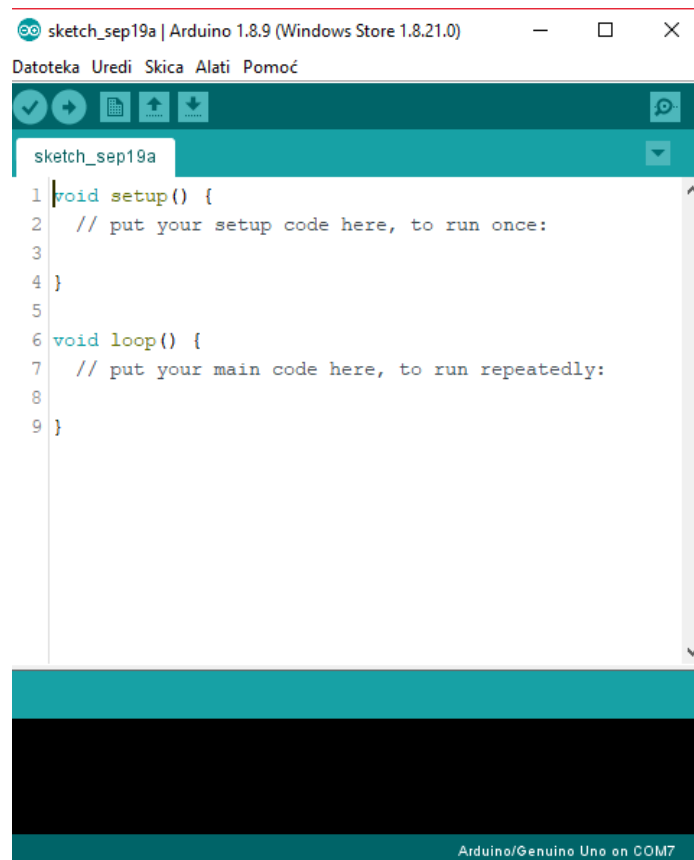 sketch_sep19a | Arduino 1.8.9 (Windows Store 1.8.21.0)
Datoteka Uredi Skica Alati Pomoć
sketch_sep19a
1 void setup() {
2   // put your setup code here, to run once:
3
4 }
5
6 void loop() {
7   // put your main code here, to run repeatedly:
8
9 }
Arduino/Genuino Uno on COM7